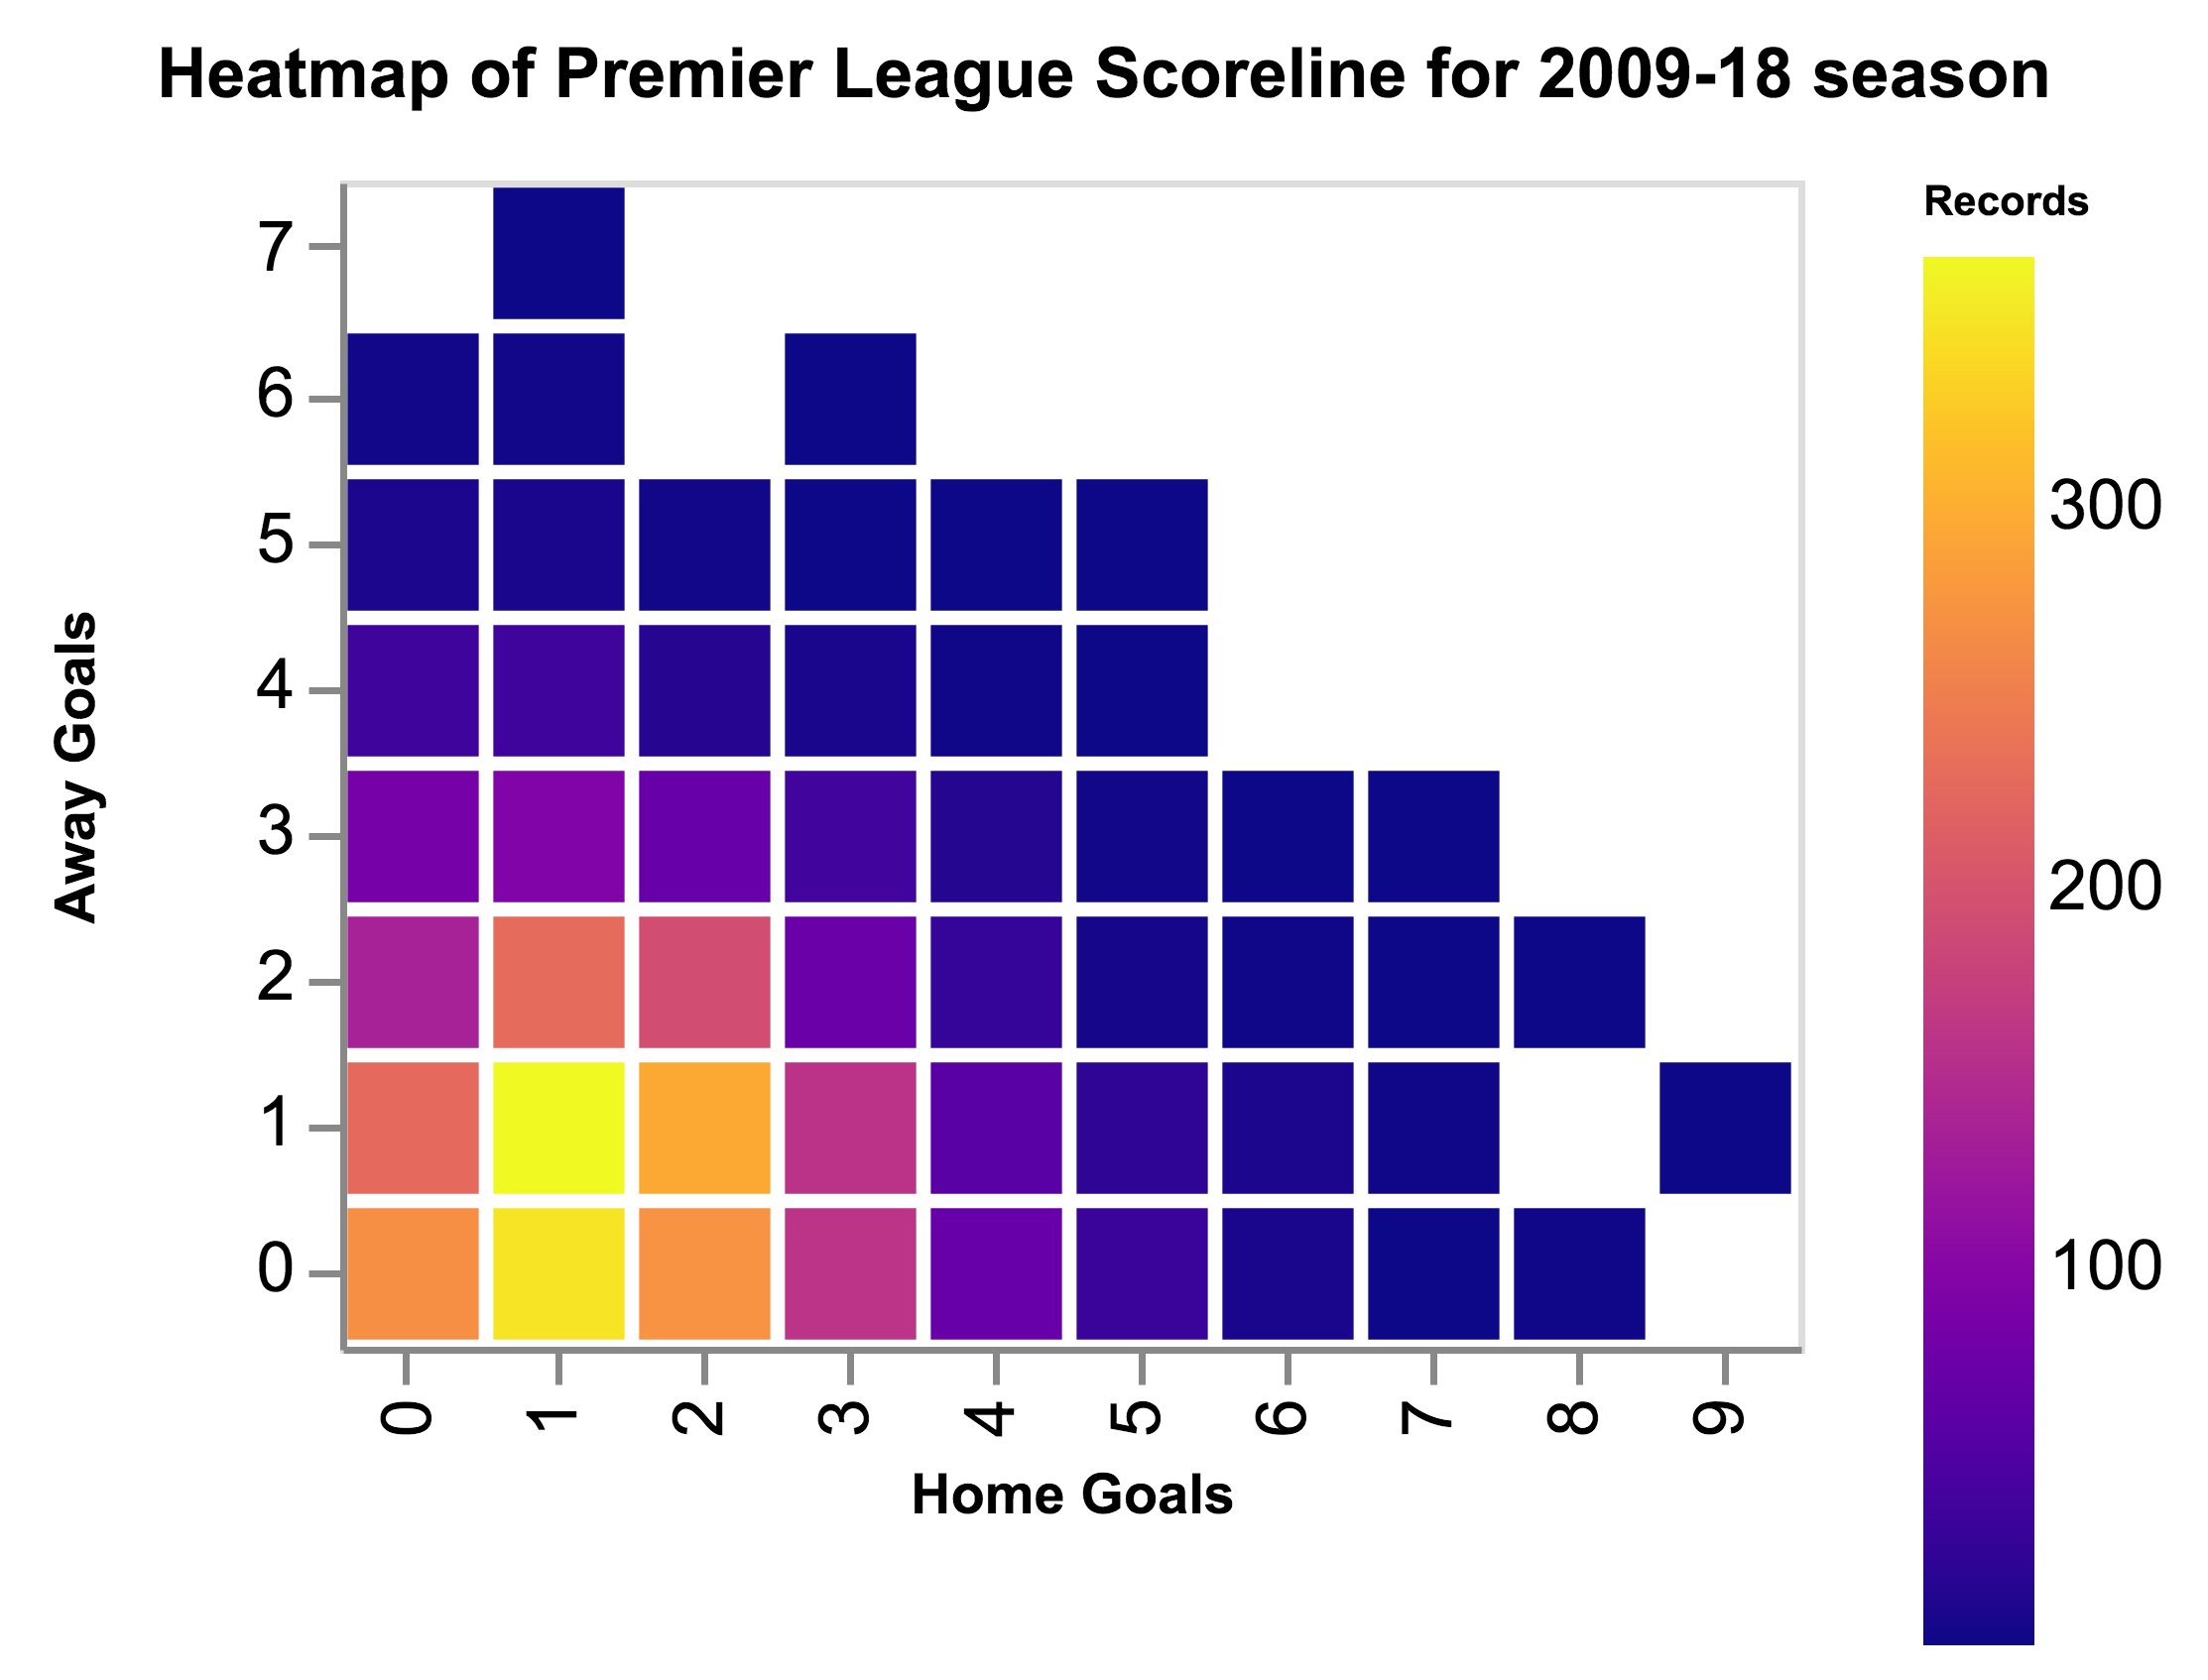 Heatmap of Premier League Scoreline for 2009-18 season
Records
7
6
5
4
3
2
1
0
Away Goals
0 1 2 3 4 5 6 7 8 9
Home Goals
300
200
100